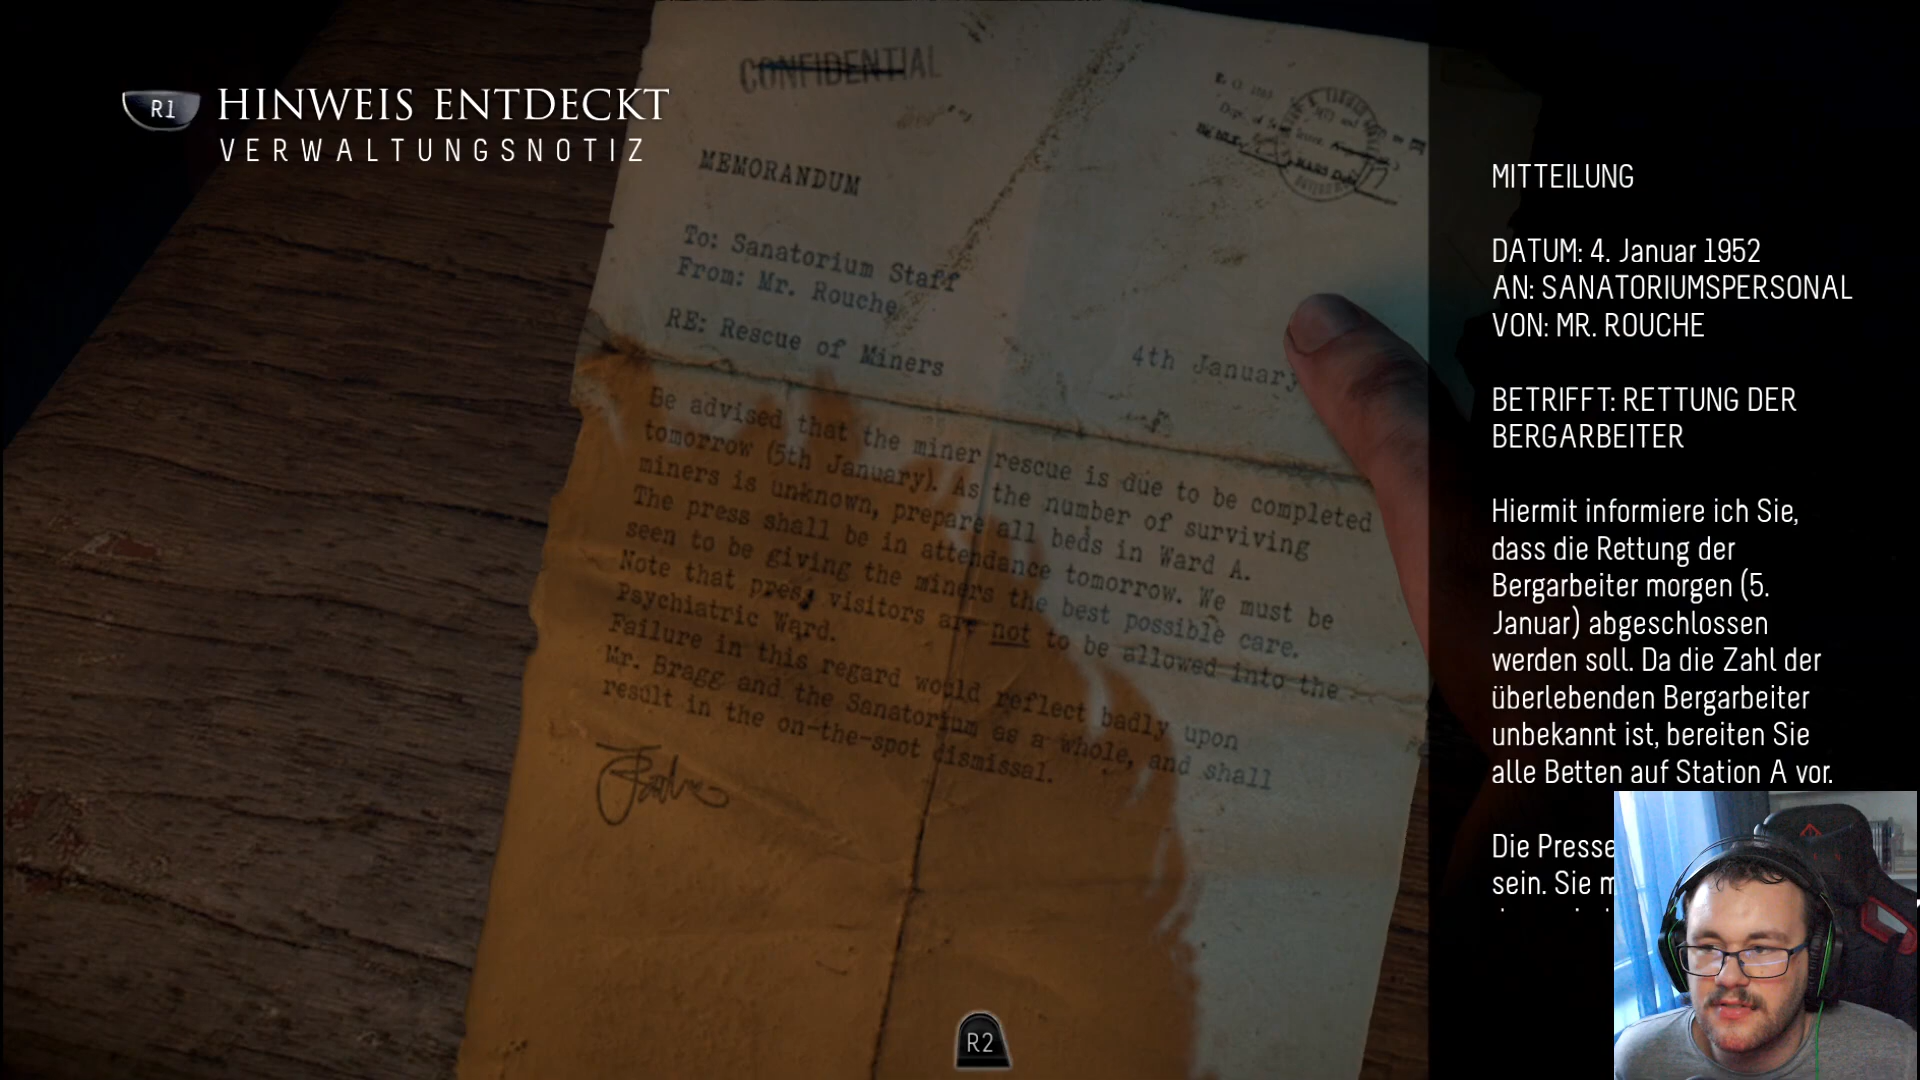 R1 HINWEIS ENTDECKT
VERWALTUNGSNOTIZ
CONFIDENTIAL
MEMORANDUM
To: Sanatorium Staff
From: Mr. Rouche
RE: Rescue of Miners
4th January
Be advised that the miner rescue is due to be completed
tomorrow (5th January). As the number of surviving
miners is unknown, prepare all beds in Ward A.
The press shall be in attendance tomorrow. We must be
seen to be giving the miners the best possible care.
Note that press visitors are not to be allowed into the
Psychiatric Ward.
Failure in this regard would reflect badly upon
Mr. Bragg and the Sanatorium as a whole, and shall
result in the on-the-spot dismissal.
MITTEILUNG
DATUM: 4. Januar 1952
AN: SANATORIUMSPERSONAL
VON: MR. ROUCHE
BETRIFFT: RETTUNG DER
BERGARBEITER
Hiermit informiere ich Sie,
dass die Rettung der
Bergarbeiter morgen (5.
Januar) abgeschlossen
werden soll. Da die Zahl der
überlebenden Bergarbeiter
unbekannt ist, bereiten Sie
alle Betten auf Station A vor.
Die Presse
sein. Sie m
R2